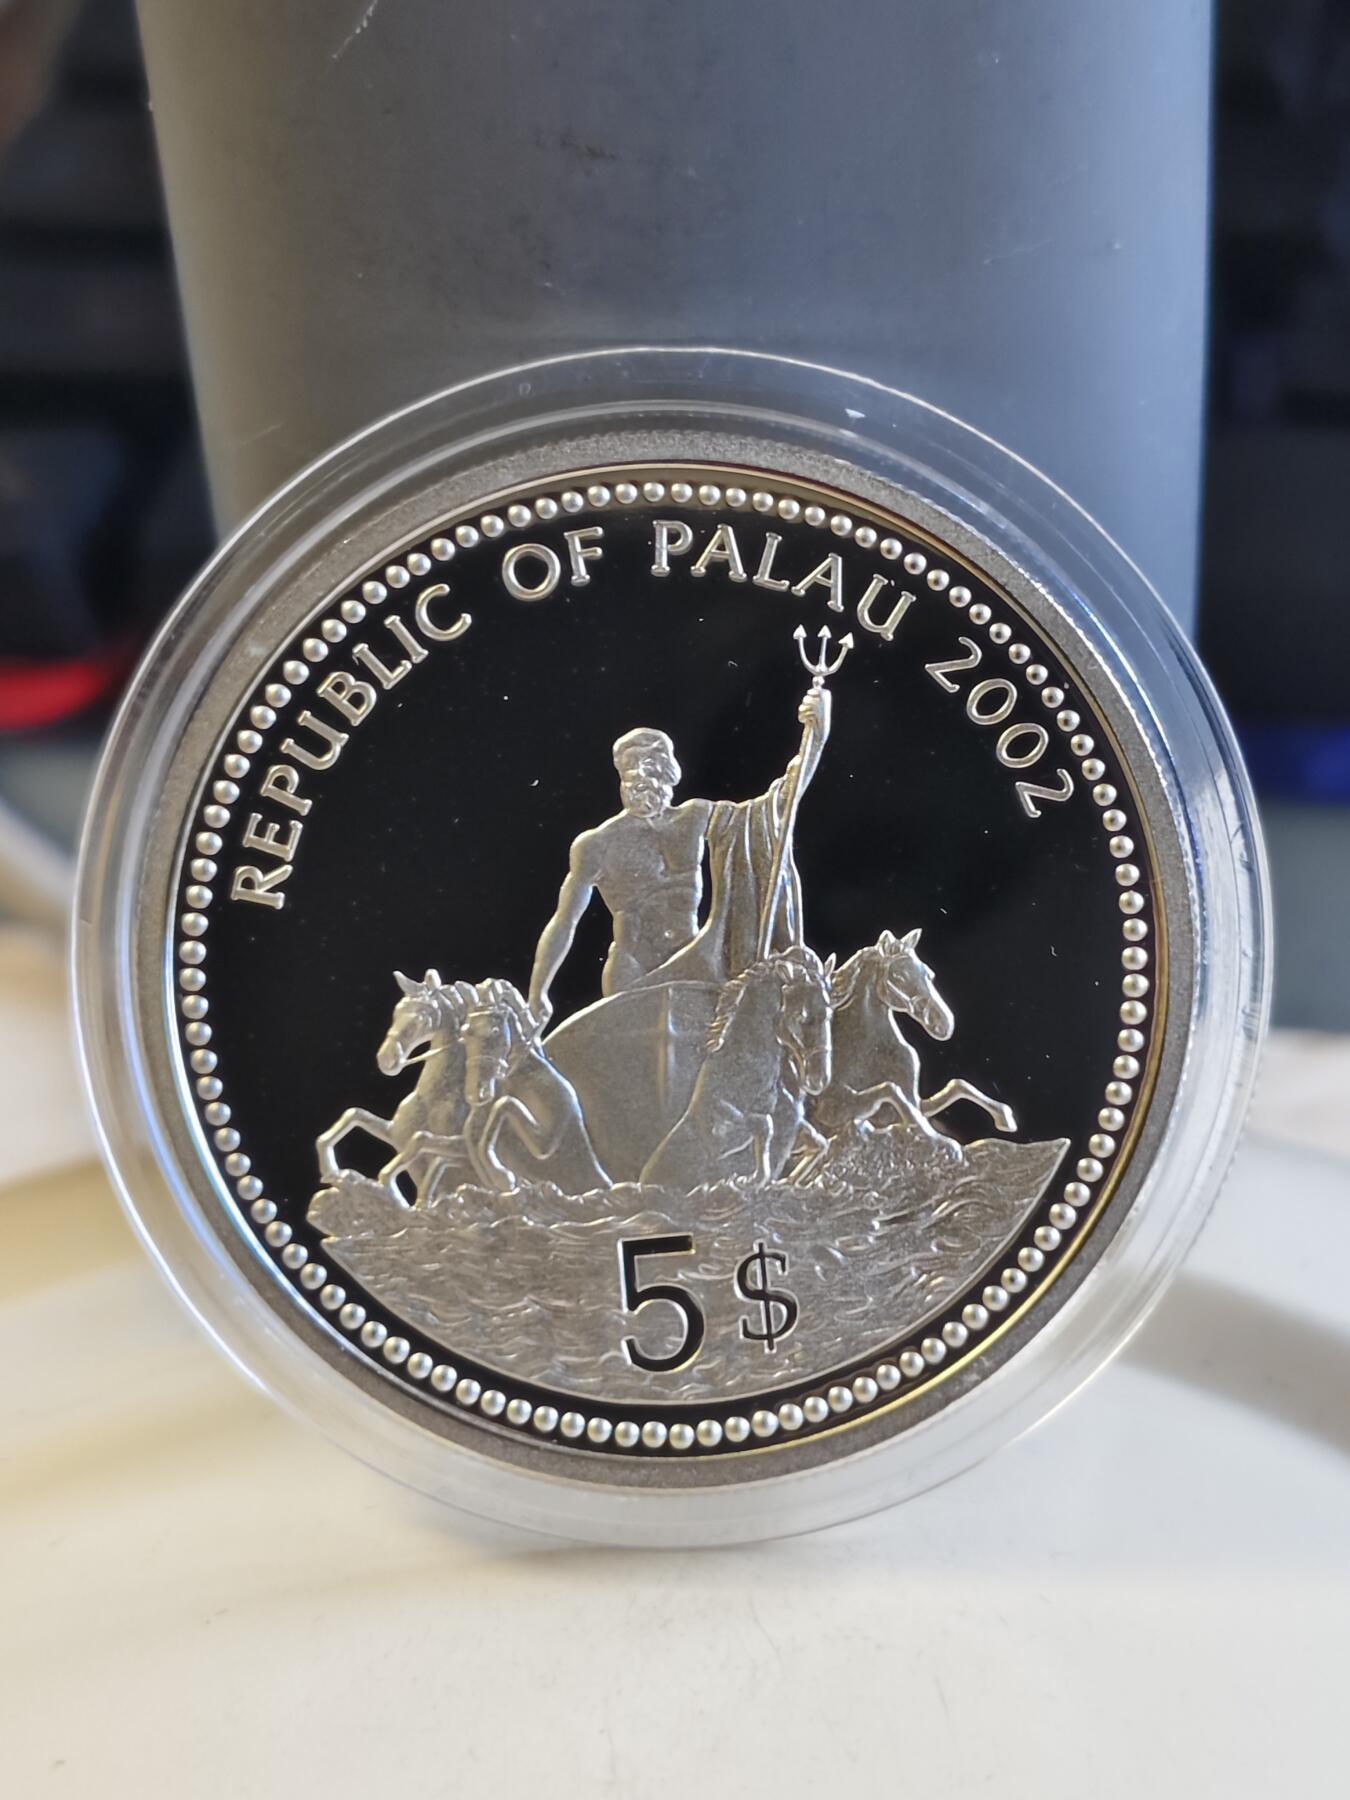 REPUBLIC OF PALAU 2002
5 $